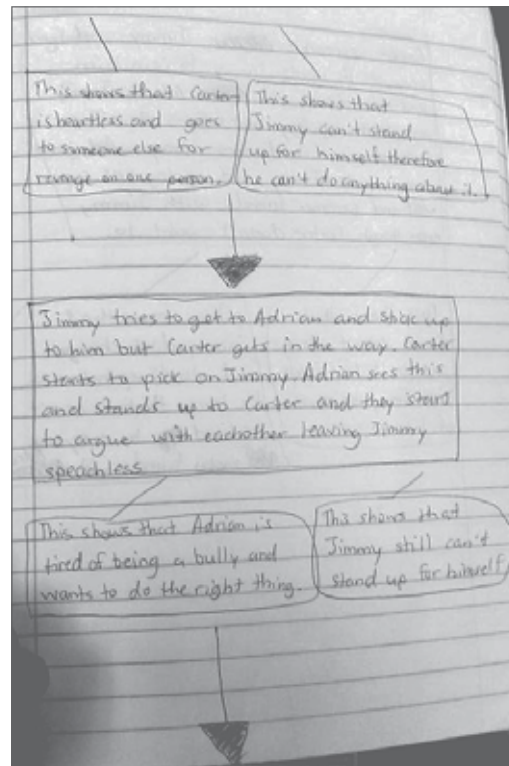 This shows that Carter
is heartless and goes
to someone else for
revenge on one person.
This shows that
Jimmy can't stand
up for himself therefore
he can't do anything about it.
Jimmy tries to get to Adrian and up
to him but Carter gets in the way. Carter
starts to pick on Jimmy. Adrian sees this
and stands up to Carter and they start
to argue with eachother leaving Jimmy
speachless
This shows that Adrian is
tired of being a bully and
wants to do the right thing.
This shows that
Jimmy still can't
stand up for himself